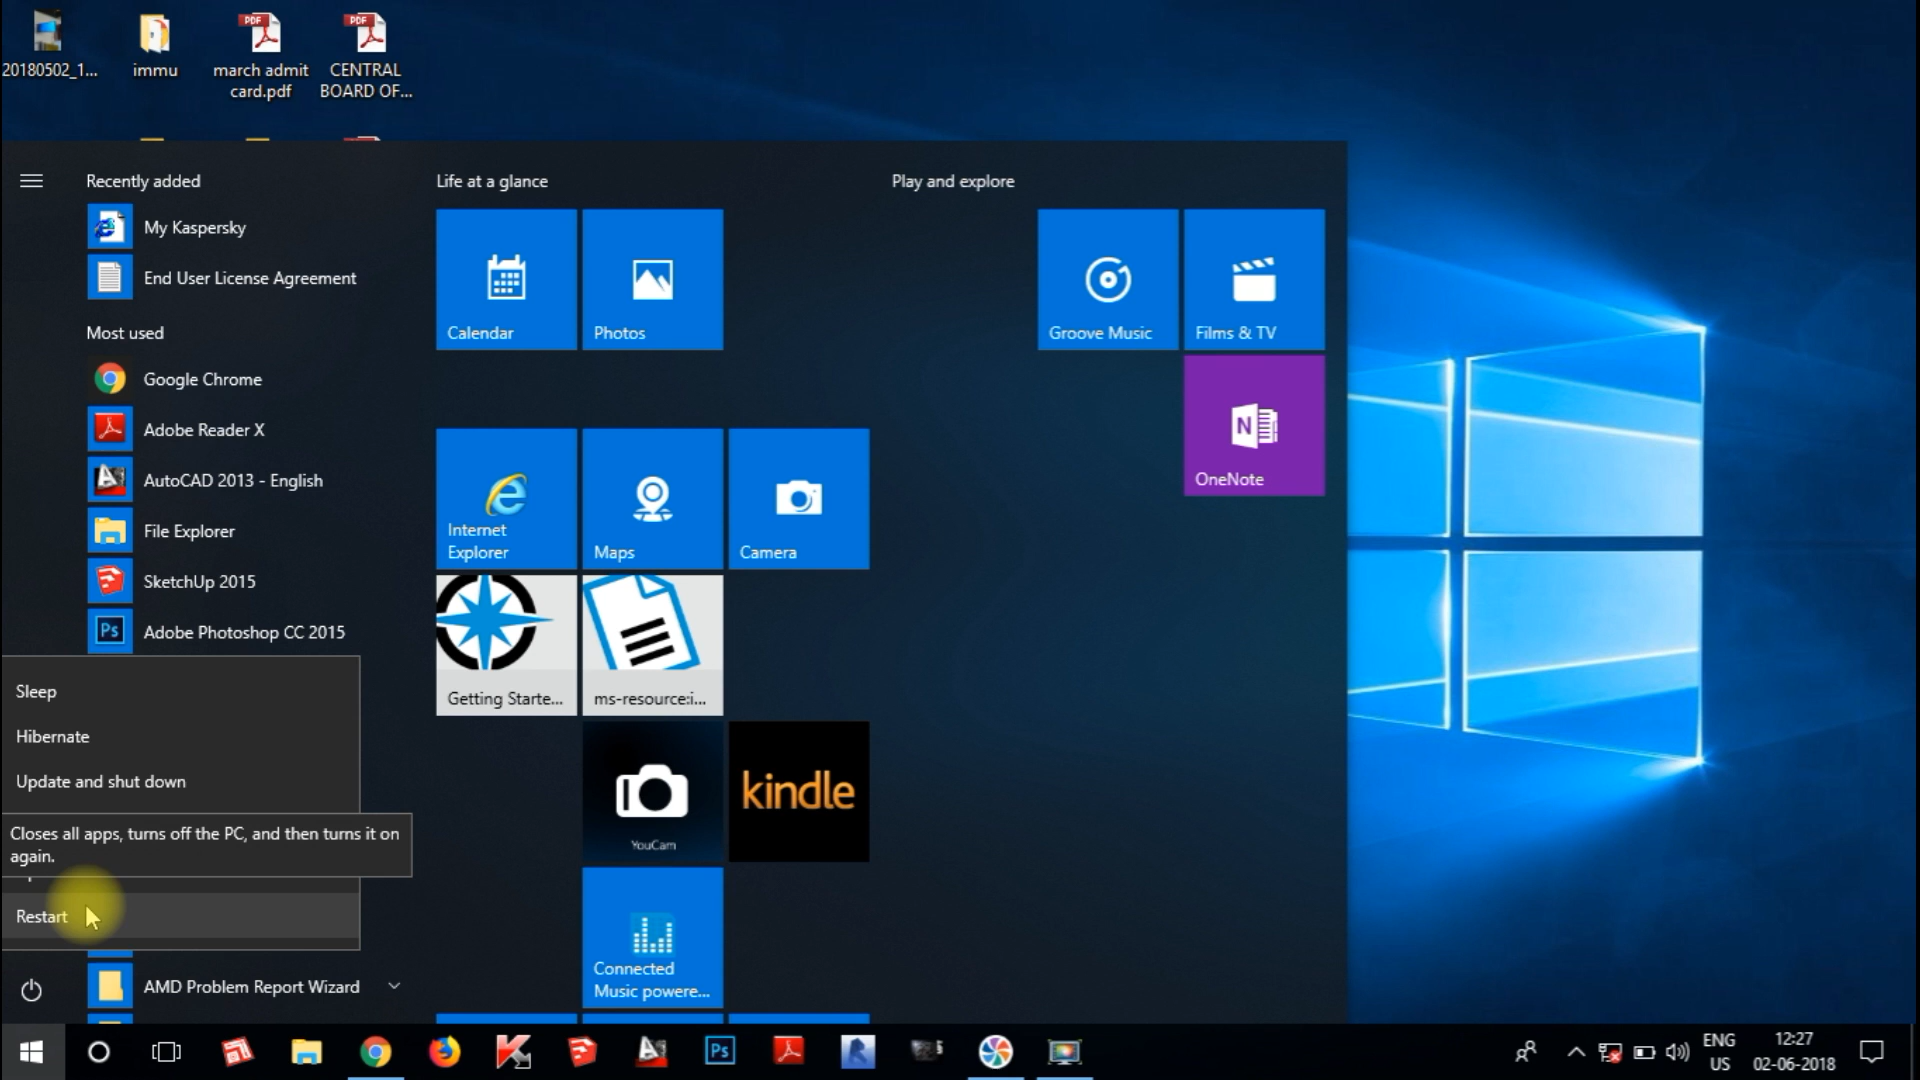 20180502_1...
immu
march admit
card.pdf
CENTRAL
BOARD OF...
Recently added
My Kaspersky
End User License Agreement
Most used
Google Chrome
Adobe Reader X
AutoCAD 2013 - English
File Explorer
SketchUp 2015
Adobe Photoshop CC 2015
Sleep
Hibernate
Update and shut down
Closes all apps, turns off the PC, and then turns it on
again.
Restart
AMD Problem Report Wizard
Life at a glance
Calendar
Photos
Internet
Explorer
Maps
Camera
Getting Starte...
ms-resource:i...
YouCam
kindle
Connected
Music powere...
Play and explore
Groove Music
Films & TV
OneNote
ENG
US
12:27
02-06-2018